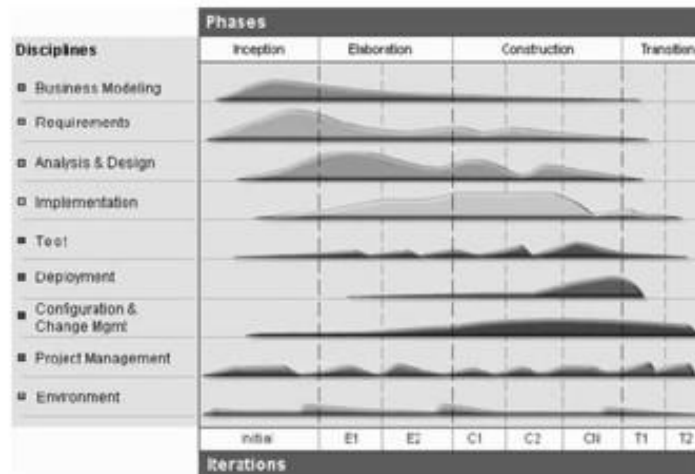 Phases
Disciplines
Inception Elaboration Construction Transition
Business Modeling
Requirements
Analysis & Design
Implementation
Test
Deployment
Configuration &
Change Mgmt
Project Management
Environment
Initial E1 E2 C1 C2 CN T1 T2
Iterations